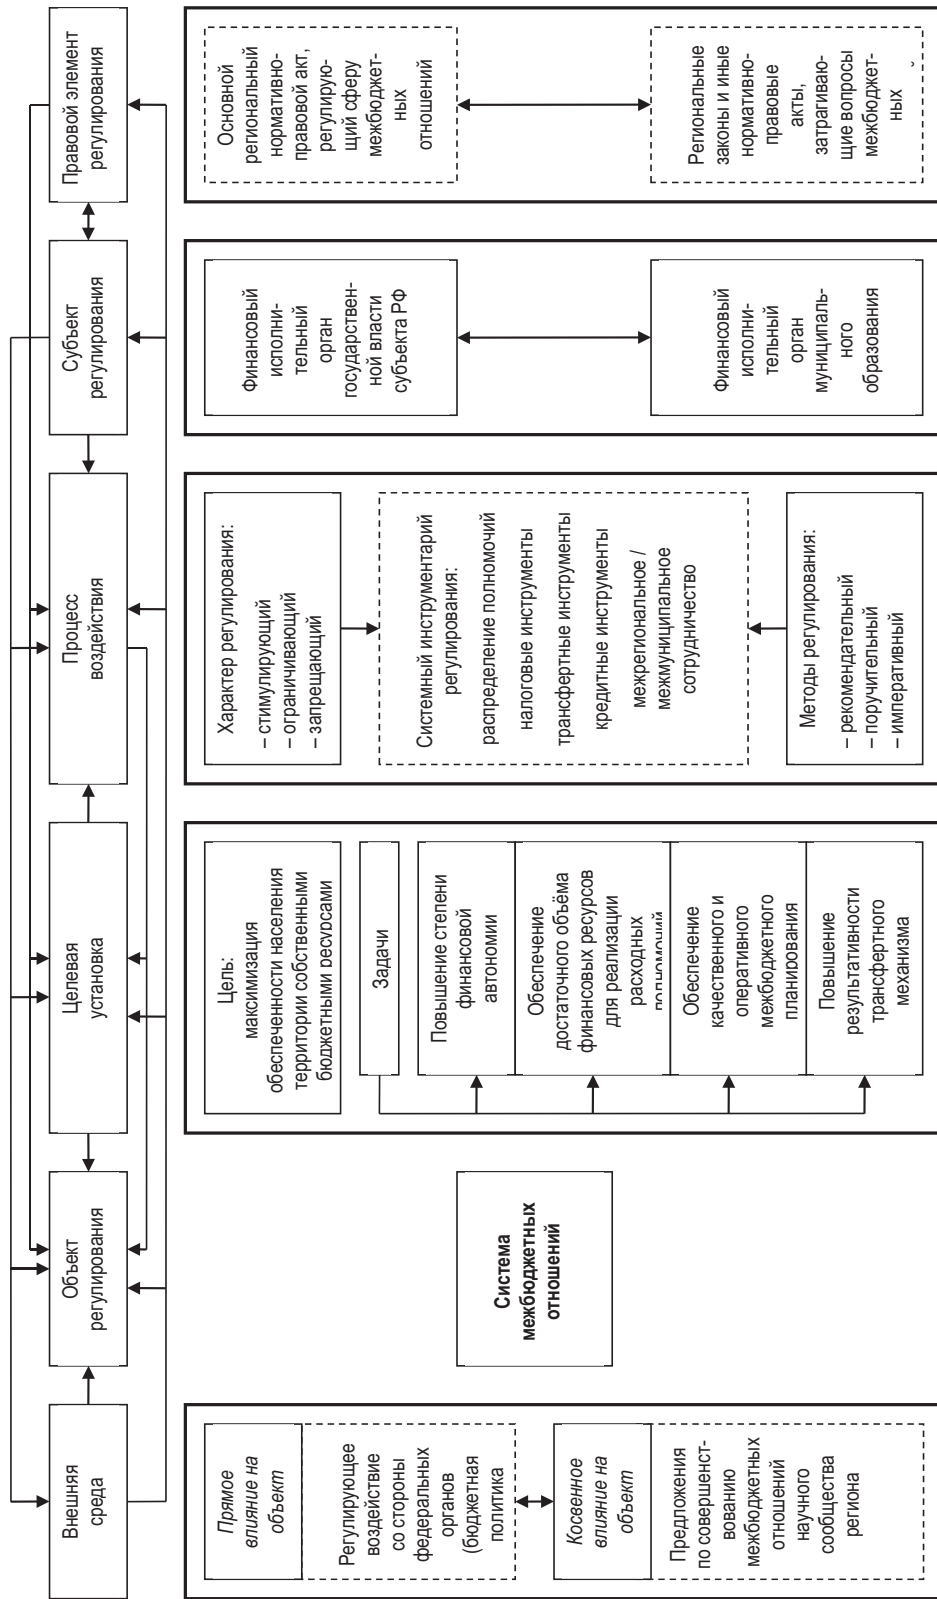 Внешняя
среда
Объект
регулирования
Целевая
установка
Процесс
воздействия
Субъект
регулирования
Правовой элемент
регулирования
Прямое
влияние на
объект
Регулирующее
воздействие
со стороны
федеральных
органов
(бюджетная
политика
Косвенное
влияние на
объект
Предложения
по совершенст-
вованию
межбюджетных
отношений
научного
сообщества
региона
Система
межбюджетных
отношений
Цель:
максимизация
обеспеченности населения
территории собственными
бюджетными ресурсами
Задачи
Повышение степени
финансовой
автономии
Обеспечение
достаточного объёма
финансовых ресурсов
для реализации
расходных
полномочий
Обеспечение
качественного и
оперативного
межбюджетного
планирования
Повышение
результативности
трансфертного
механизма
Характер регулирования:
– стимулирующий
– ограничивающий
– запрещающий
Системный инструментарий
регулирования:
распределение полномочий
налоговые инструменты
трансфертные инструменты
кредитные инструменты
межрегиональное /
межмуниципальное
сотрудничество
Методы регулирования:
– рекомендательный
– поручительный
– императивный
Финансовый
исполни-
тельный
орган
государствен-
ной власти
субъекта РФ
Финансовый
исполни-
тельный
орган
муниципаль-
ного
образования
Основной
региональный
нормативно-
правовой акт,
регулирую-
щий сферу
межбюджет-
ных
отношений
Региональные
законы и иные
нормативно-
правовые
акты,
затрагиваю-
щие вопросы
межбюджет-
ных